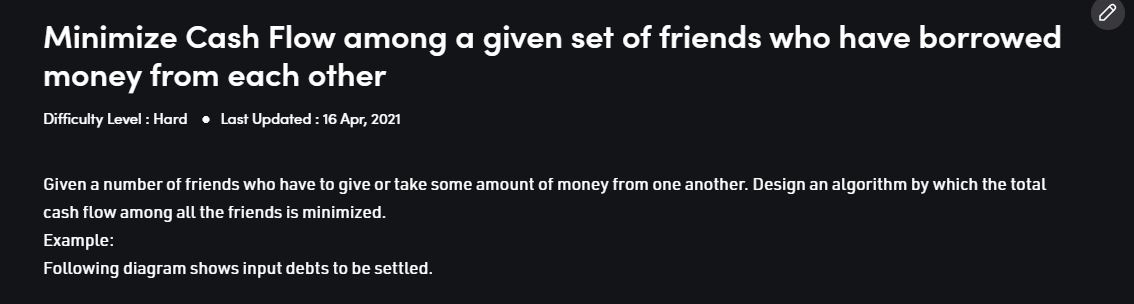 Minimize Cash Flow among a given set of friends who have borrowed
money from each other
Difficulty Level : Hard ● Last Updated : 16 Apr, 2021
Given a number of friends who have to give or take some amount of money from one another. Design an algorithm by which the total
cash flow among all the friends is minimized.
Example:
Following diagram shows input debts to be settled.